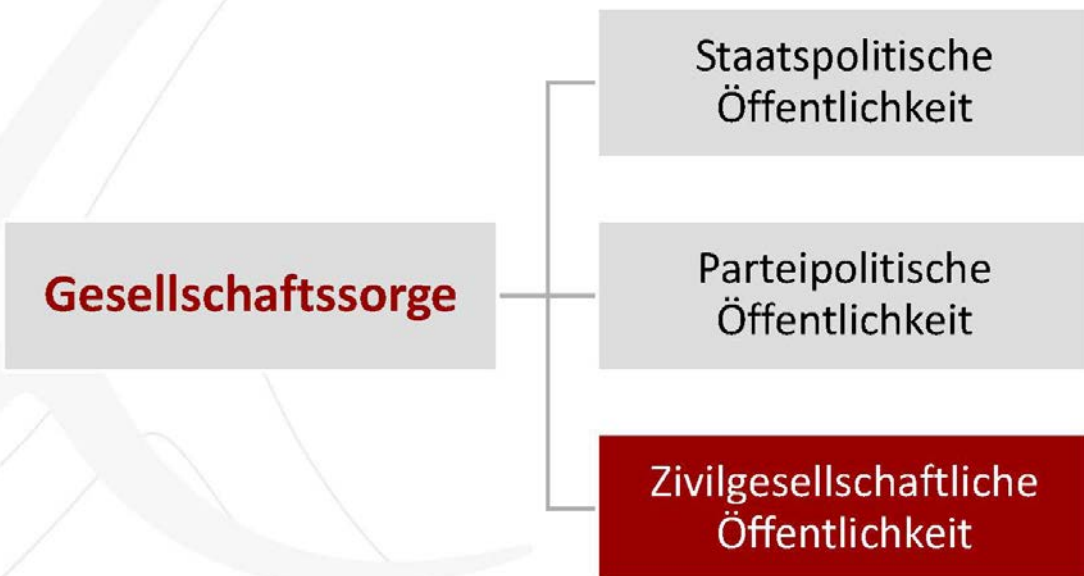 Staatspolitische
Öffentlichkeit
Gesellschaftssorge
Parteipolitische
Öffentlichkeit
Zivilgesellschaftliche
Öffentlichkeit